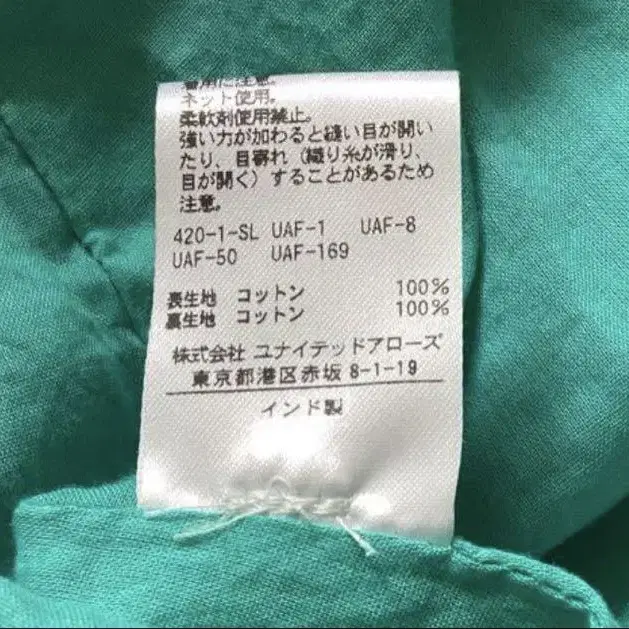 着用に注意。
ネット使用。
柔軟剤使用禁止。
強い力が加わると縫い目が開い
たり、目寄れ（織り糸が滑り、
目が開く）することがあるため
注意。
420-1-SL UAF-1 UAF-8
UAF-50 UAF-169
表生地 コットン 100%
裏生地 コットン 100%
株式会社 ユナイテッドアローズ
東京都港区赤坂 8-1-19
インド製